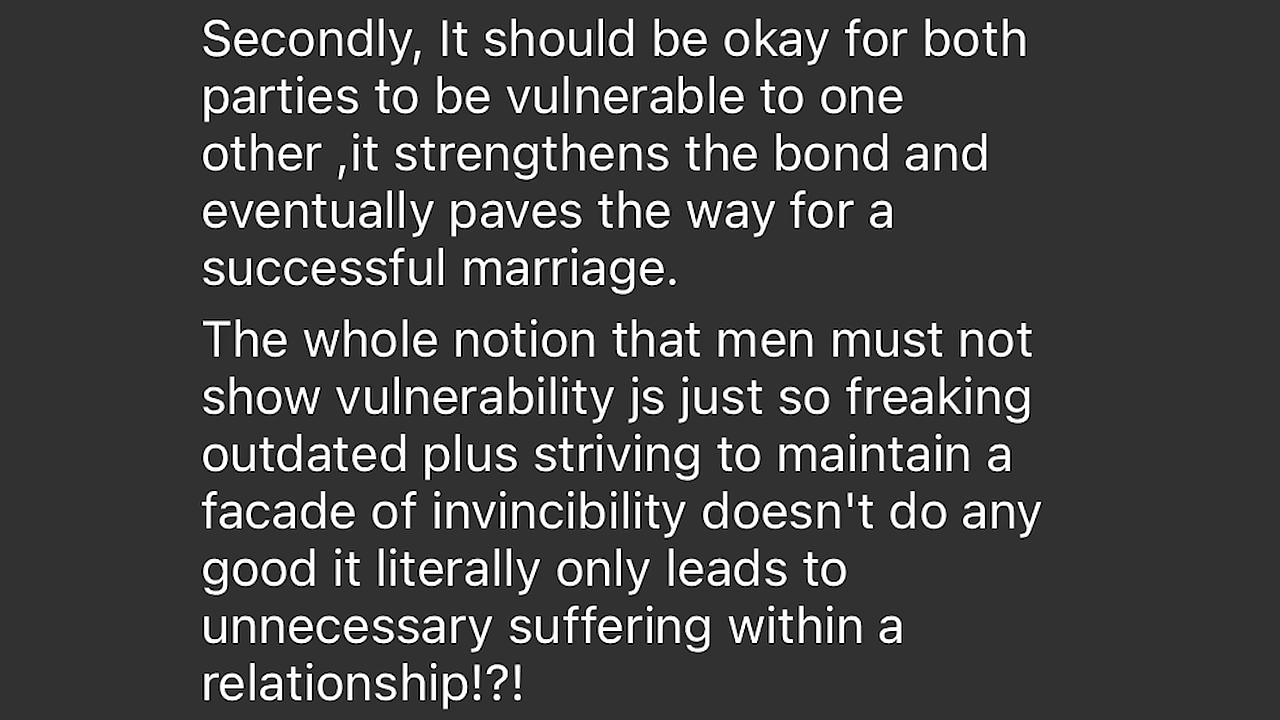 Secondly, It should be okay for both
parties to be vulnerable to one
other ,it strengthens the bond and
eventually paves the way for a
successful marriage.
The whole notion that men must not
show vulnerability js just so freaking
outdated plus striving to maintain a
facade of invincibility doesn't do any
good it literally only leads to
unnecessary suffering within a
relationship!?!